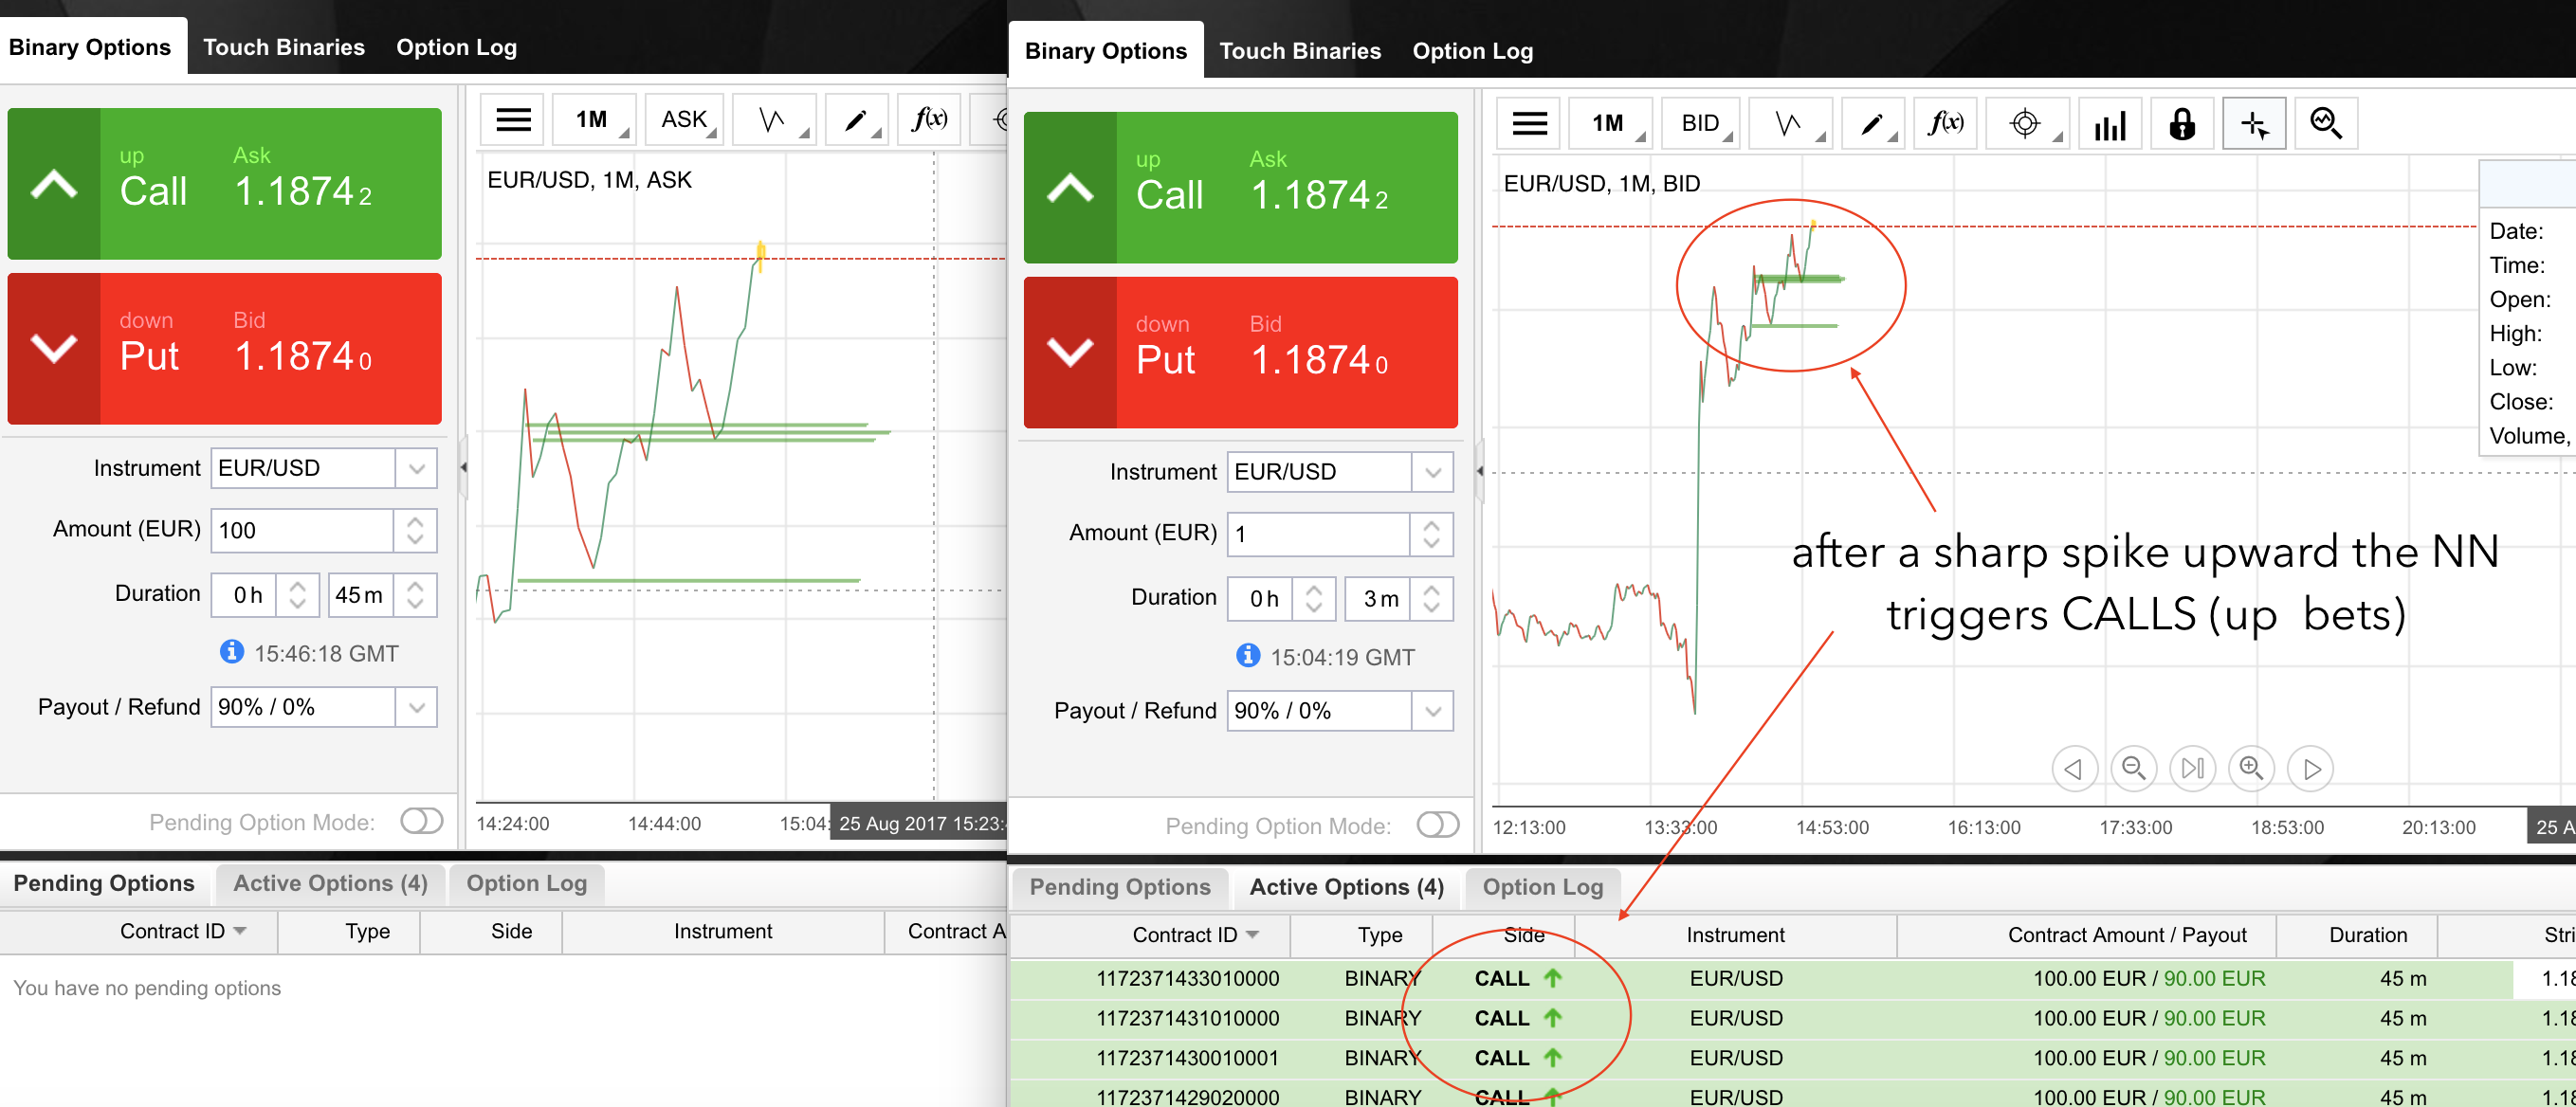 Binary Options Touch Binaries Option Log
1M ASK f(x)
up Ask
Call 1.18742
down Bid
Put 1.18740
EUR/USD, 1M, ASK
Instrument EUR/USD
Amount (EUR) 100
Duration 0 h 45 m
15:46:18 GMT
Payout / Refund 90% / 0%
Pending Option Mode:
14:24:00 14:44:00 15:04: 25 Aug 2017 15:23:
Pending Options Active Options (4) Option Log
Contract ID Type Side Instrument Contract A
You have no pending options
Binary Options Touch Binaries Option Log
1M BID f(x)
up Ask
Call 1.18742
down Bid
Put 1.18740
EUR/USD, 1M, BID
Date:
Time:
Open:
High:
Low:
Close:
Volume,
Instrument EUR/USD
Amount (EUR) 1
Duration 0 h 3 m
15:04:19 GMT
Payout / Refund 90% / 0%
after a sharp spike upward the NN
triggers CALLS (up bets)
Pending Option Mode:
12:13:00 13:33:00 14:53:00 16:13:00 17:33:00 18:53:00 20:13:00 25 A
Pending Options Active Options (4) Option Log
Contract ID Type Side Instrument Contract Amount / Payout Duration Stri
1172371433010000 BINARY CALL EUR/USD 100.00 EUR / 90.00 EUR 45 m 1.18
1172371431010000 BINARY CALL EUR/USD 100.00 EUR / 90.00 EUR 45 m 1.18
1172371430010001 BINARY CALL EUR/USD 100.00 EUR / 90.00 EUR 45 m 1.18
1172371429020000 BINARY CALL EUR/USD 100.00 EUR / 90.00 EUR 45 m 1.18